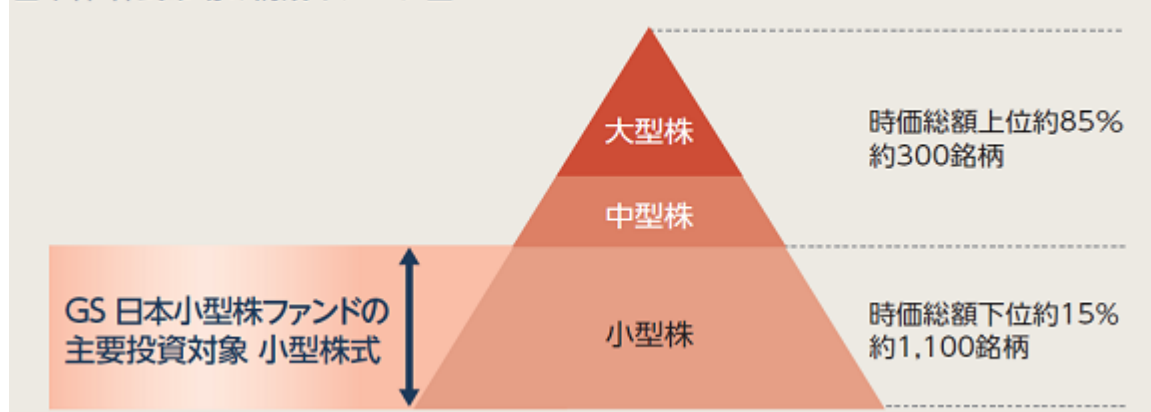 大型株
時価総額上位約85%
約300銘柄
中型株
GS 日本小型株ファンドの
主要投資対象 小型株式
小型株
時価総額下位約15%
約1,100銘柄